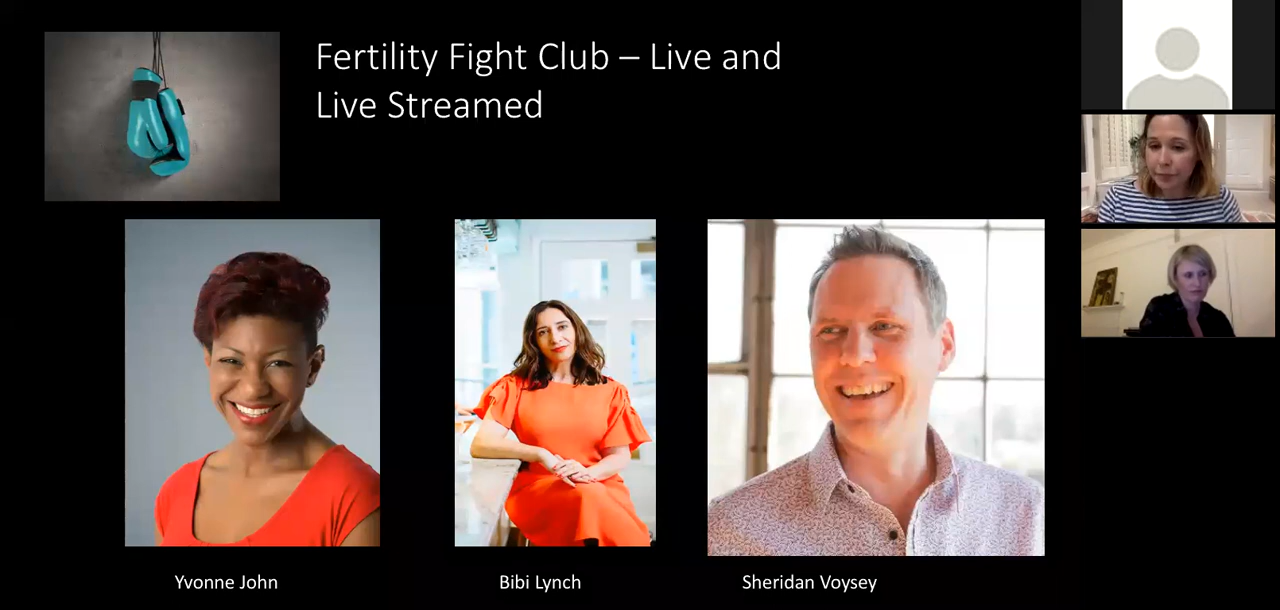 Fertility Fight Club – Live and
Live Streamed
Yvonne John
Bibi Lynch
Sheridan Voysey